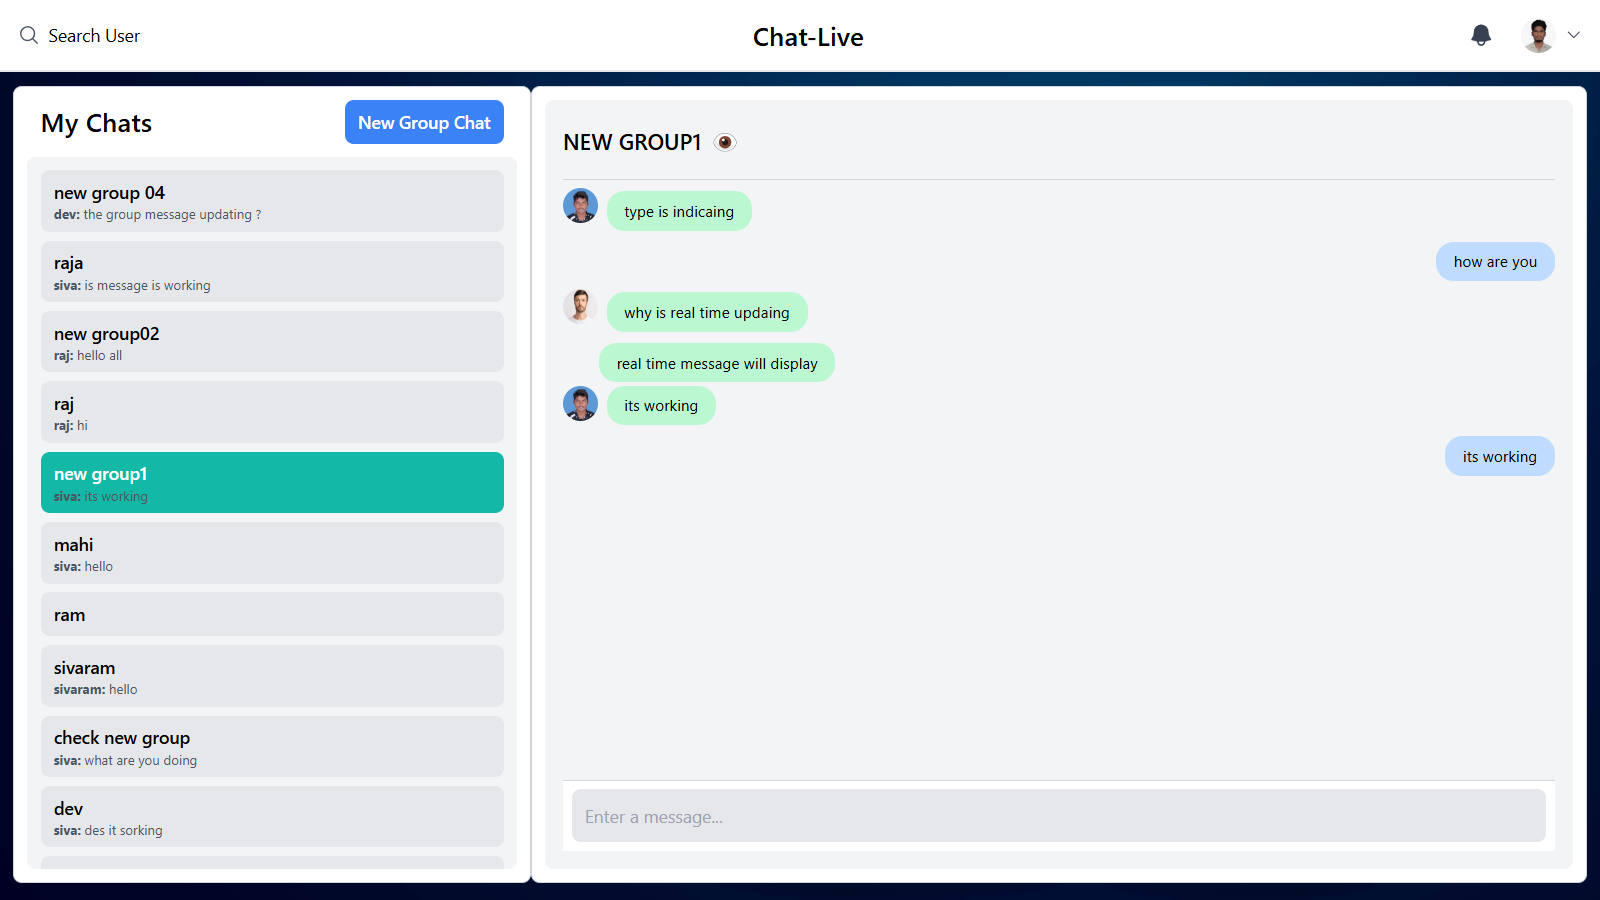 Search User
Chat-Live
My Chats
New Group Chat
new group 04
dev: the group message updating ?
raja
siva: is message is working
new group02
raj: hello all
raj
raj: hi
new group1
siva: its working
mahi
siva: hello
ram
sivaram
sivaram: hello
check new group
siva: what are you doing
dev
siva: des it sorking
NEW GROUP1
type is indicaing
how are you
why is real time updaing
real time message will display
its working
its working
Enter a message...